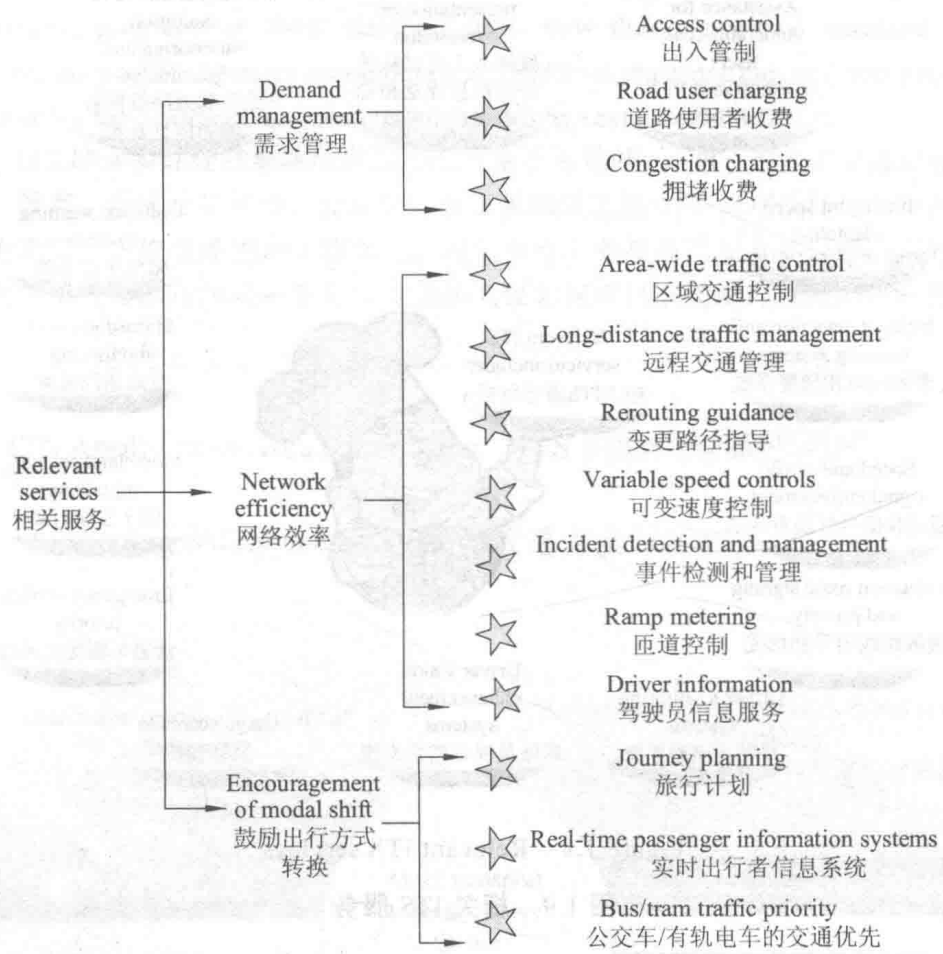 Relevant
services
相关服务
Demand
management
需求管理
Access control
出入管制
Road user charging
道路使用者收费
Congestion charging
拥堵收费
Network
efficiency
网络效率
Area-wide traffic control
区域交通控制
Long-distance traffic management
远程交通管理
Rerouting guidance
变更路径指导
Variable speed controls
可变速度控制
Incident detection and management
事件检测和管理
Ramp metering
匝道控制
Driver information
驾驶员信息服务
Encouragement
of modal shift
鼓励出行方式
转换
Journey planning
旅行计划
Real-time passenger information systems
实时出行者信息系统
Bus/tram traffic priority
公交车/有轨电车的交通优先